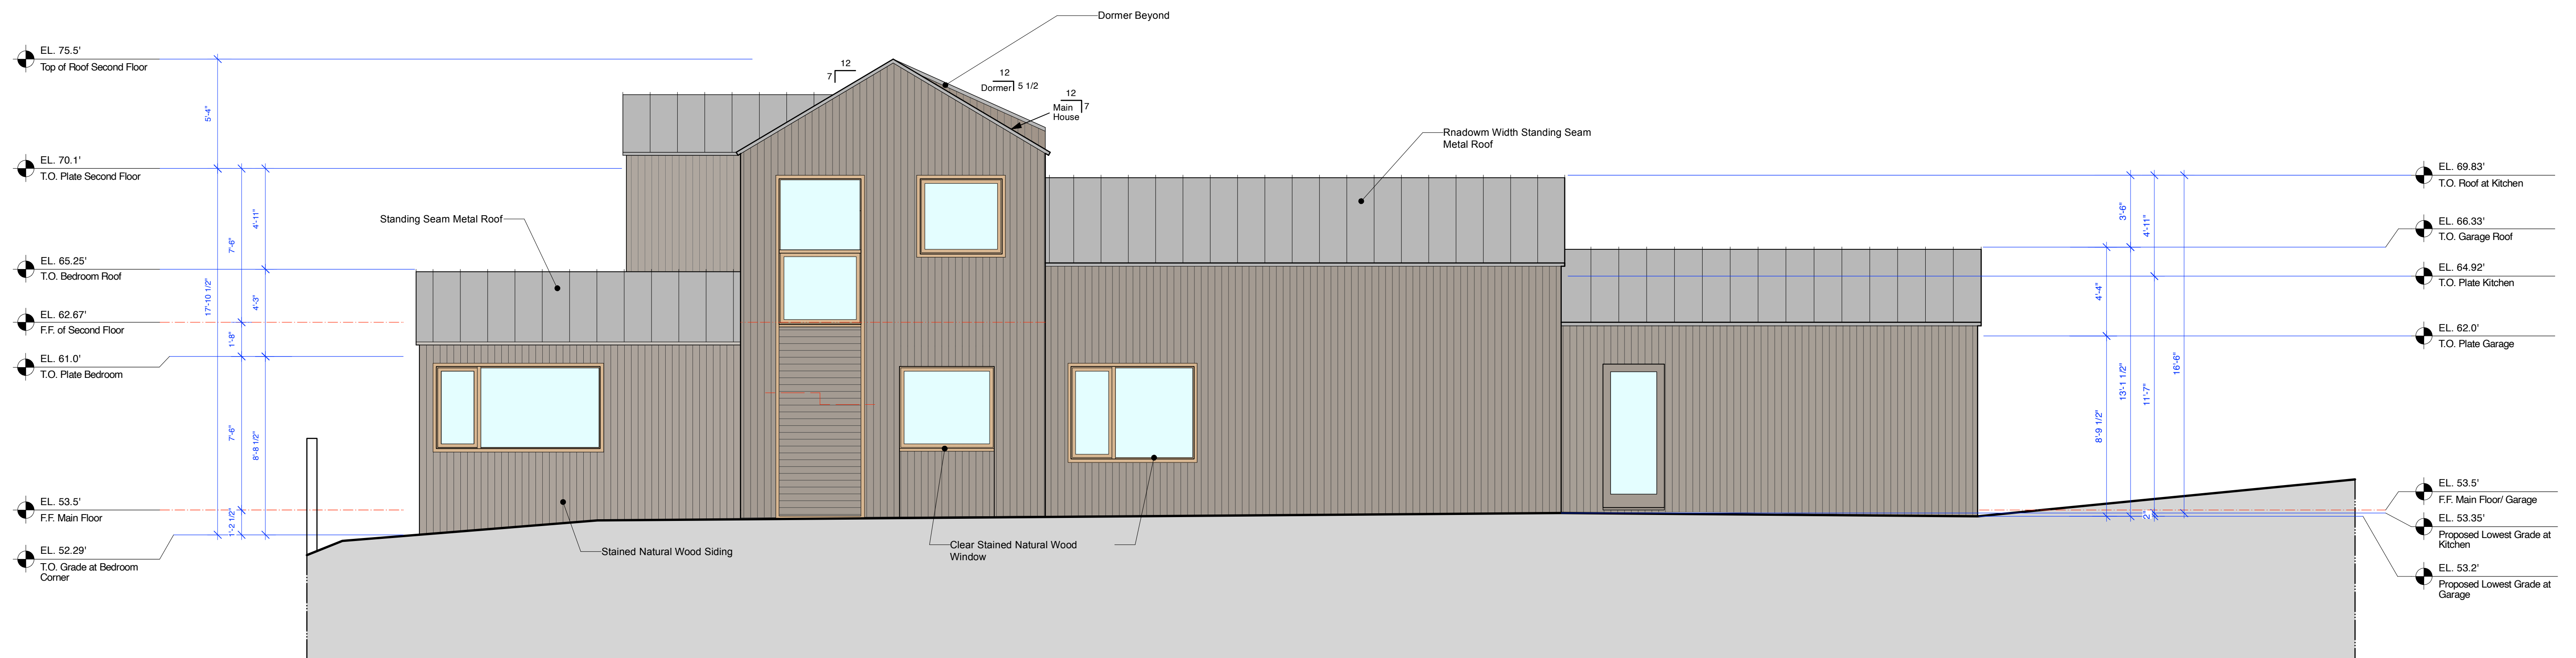 Dormer Beyond
EL. 75.5'
Top of Roof Second Floor
12
7
12
Dormer
5 1/2
12
Main
House
7
5'-4"
Rnadowm Width Standing Seam
Metal Roof
EL. 70.1'
T.O. Plate Second Floor
EL. 69.83'
T.O. Roof at Kitchen
Standing Seam Metal Roof
4'-11"
7'-6"
3'-6"
4'-11"
EL. 66.33'
T.O. Garage Roof
EL. 65.25'
T.O. Bedroom Roof
EL. 64.92'
T.O. Plate Kitchen
17'-10 1/2"
4'-3"
4'-4"
EL. 62.67'
F.F. of Second Floor
1'-8"
EL. 62.0'
T.O. Plate Garage
EL. 61.0'
T.O. Plate Bedroom
16'-6"
13'-1 1/2"
11'-7"
7'-6"
8'-8 1/2"
8'-9 1/2"
EL. 53.5'
F.F. Main Floor
EL. 53.5'
F.F. Main Floor/ Garage
1'-2 1/2"
2"
EL. 53.35'
Proposed Lowest Grade at
Kitchen
EL. 52.29'
T.O. Grade at Bedroom
Corner
Stained Natural Wood Siding
Clear Stained Natural Wood
Window
EL. 53.2'
Proposed Lowest Grade at
Garage